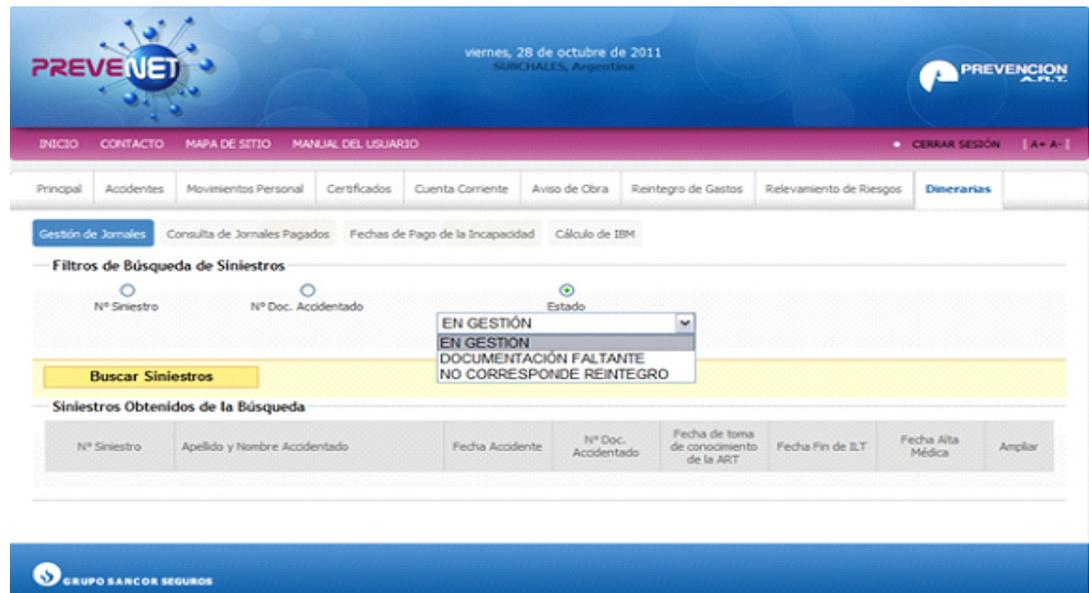 PREVENET
viernes, 28 de octubre de 2011
SUNCHALES, Argentina
PREVENCION
A.R.T.
INICIO CONTACTO MAPA DE SITIO MANUAL DEL USUARIO • CERRAR SESIÓN | A+ A- |
Principal Accidentes Movimientos Personal Certificados Cuenta Corriente Aviso de Obra Reintegro de Gastos Relevamiento de Riesgos Dinerarias
Gestión de Jornales Consulta de Jornales Pagados Fechas de Pago de la Incapacidad Cálculo de IBM
Filtros de Búsqueda de Siniestros
Nº Siniestro Nº Doc. Accidentado Estado
EN GESTIÓN
EN GESTIÓN
DOCUMENTACIÓN FALTANTE
NO CORRESPONDE REINTEGRO
Buscar Siniestros
Siniestros Obtenidos de la Búsqueda
Nº Siniestro Apellido y Nombre Accidentado Fecha Accidente Nº Doc. Accidentado Fecha de toma de conocimiento de la ART Fecha Fin de ILT Fecha Alta Médica Ampliar
GRUPO SANCOR SEGUROS